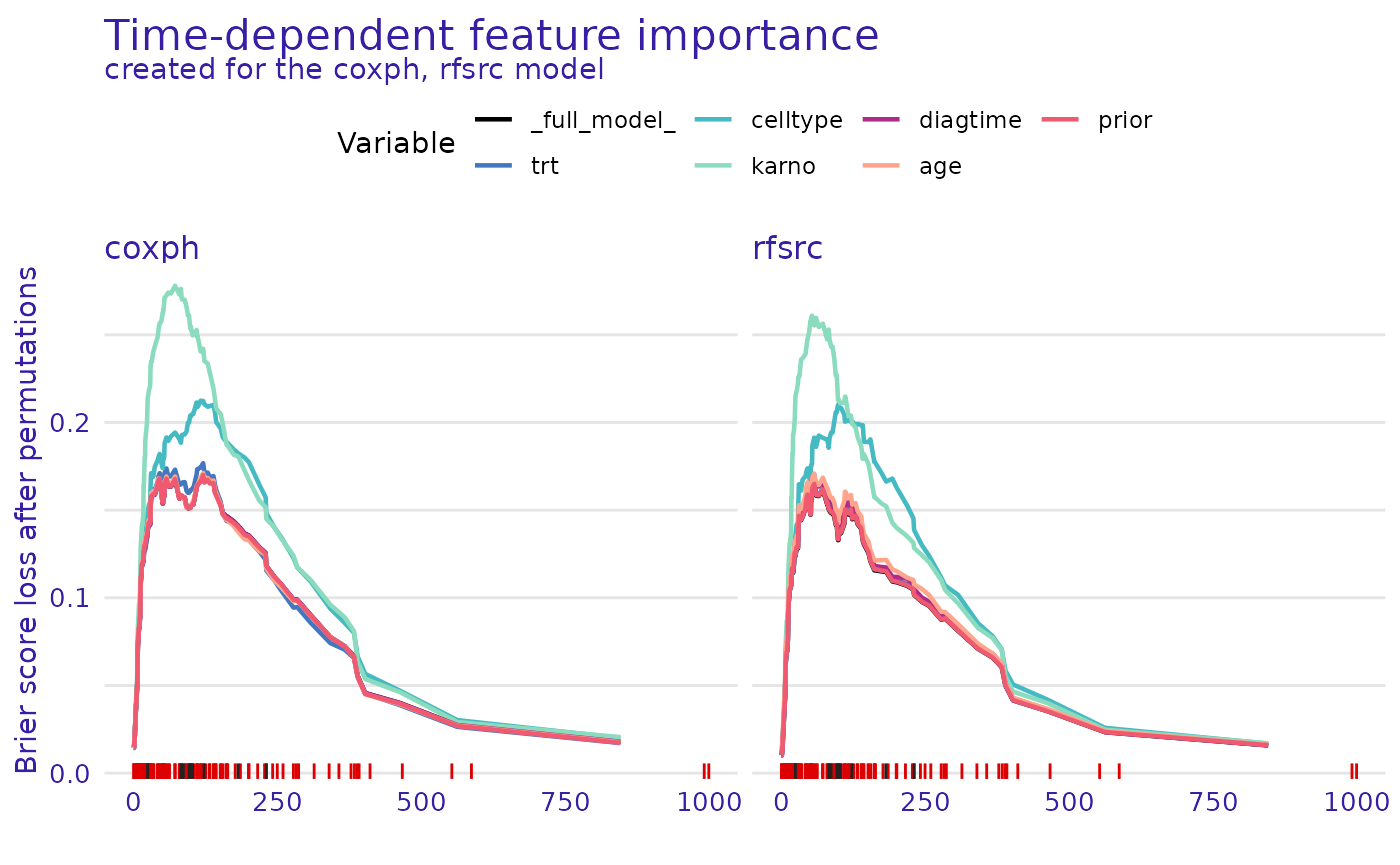 Time-dependent feature importance
created for the coxph, rfsrc model
Variable
_full_model_ celltype diagtime prior
trt karno age
coxph rfsrc
Brier score loss after permutations
0.2
0.1
0.0
0 250 500 750 1000 0 250 500 750 1000